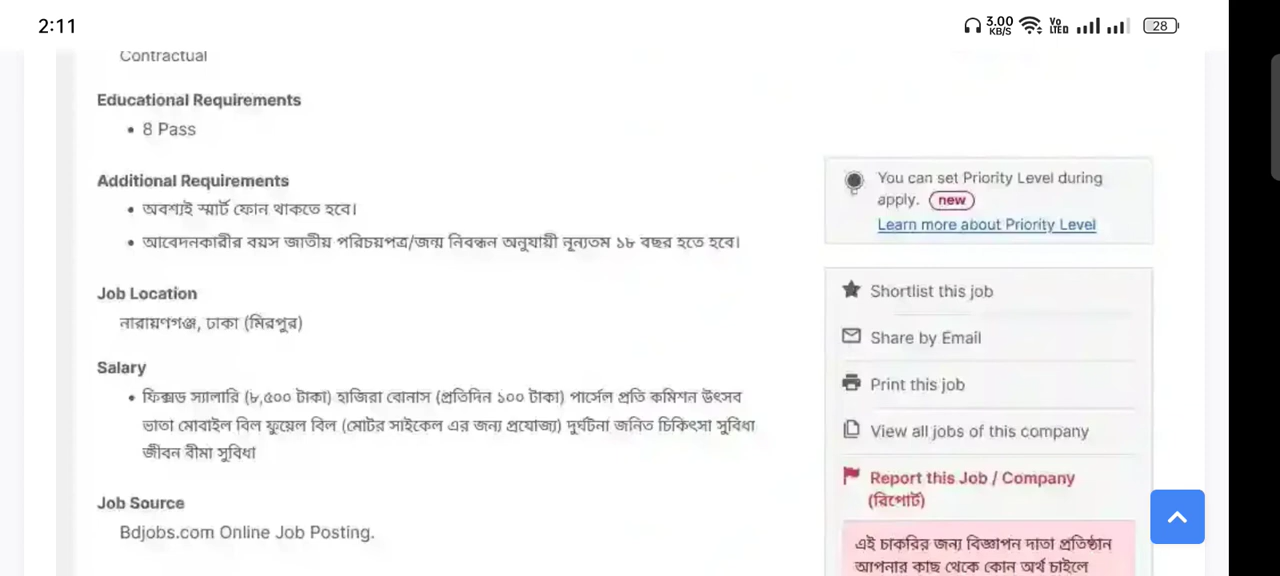 2:11
3.00
KB/S
Vo
LTE
28
Contractual
Educational Requirements
• 8 Pass
Additional Requirements
• অবশ্যই স্মার্ট ফোন থাকতে হবে।
• আবেদনকারীর বয়স জাতীয় পরিচয়পত্র/জন্ম নিবন্ধন অনুযায়ী নূন্যতম ১৮ বছর হতে হবে।
Job Location
নারায়ণগঞ্জ, ঢাকা (মিরপুর)
Salary
• ফিক্সড স্যালারি (৮,৫০০ টাকা) হাজিরা বোনাস (প্রতিদিন ১০০ টাকা) পার্সেল প্রতি কমিশন উৎসব
ভাতা মোবাইল বিল ফুয়েল বিল (মোটর সাইকেল এর জন্য প্রযোজ্য) দুর্ঘটনা জনিত চিকিৎসা সুবিধা
জীবন বীমা সুবিধা
Job Source
Bdjobs.com Online Job Posting.
You can set Priority Level during
apply. new
Learn more about Priority Level
Shortlist this job
Share by Email
Print this job
View all jobs of this company
Report this Job / Company
(রিপোর্ট)
এই চাকরির জন্য বিজ্ঞাপন দাতা প্রতিষ্ঠান
আপনার কাছ থেকে কোন অর্থ চাইলে